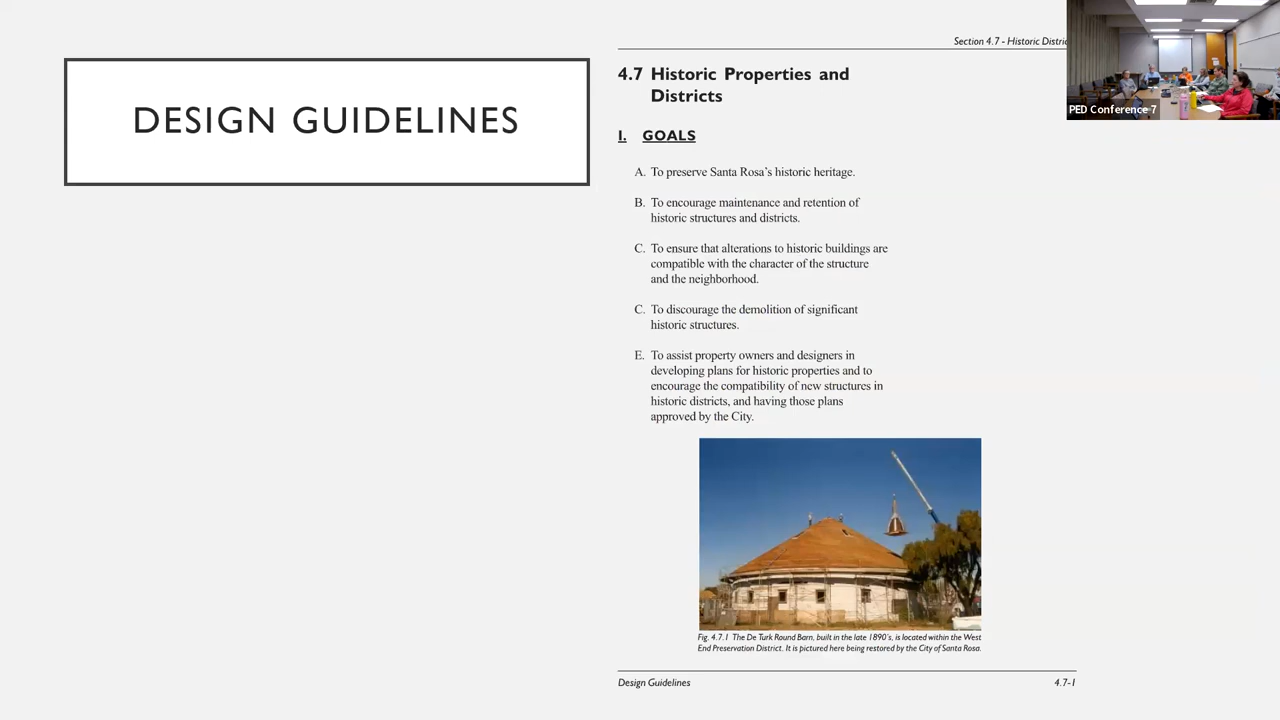 DESIGN GUIDELINES
Section 4.7 - Historic
PED Conference 7
4.7 Historic Properties and
Districts
I. GOALS
A. To preserve Santa Rosa's historic heritage.
B. To encourage maintenance and retention of
historic structures and districts.
C. To ensure that alterations to historic buildings are
compatible with the character of the structure
and the neighborhood.
C. To discourage the demolition of significant
historic structures.
E. To assist property owners and designers in
developing plans for historic properties and to
encourage the compatibility of new structures in
historic districts, and having those plans
approved by the City.
Fig. 4.7.1 The De Turk Round Barn, built in the late 1890's, is located within the West
End Preservation District. It is pictured here being restored by the City of Santa Rosa.
Design Guidelines 4.7-1